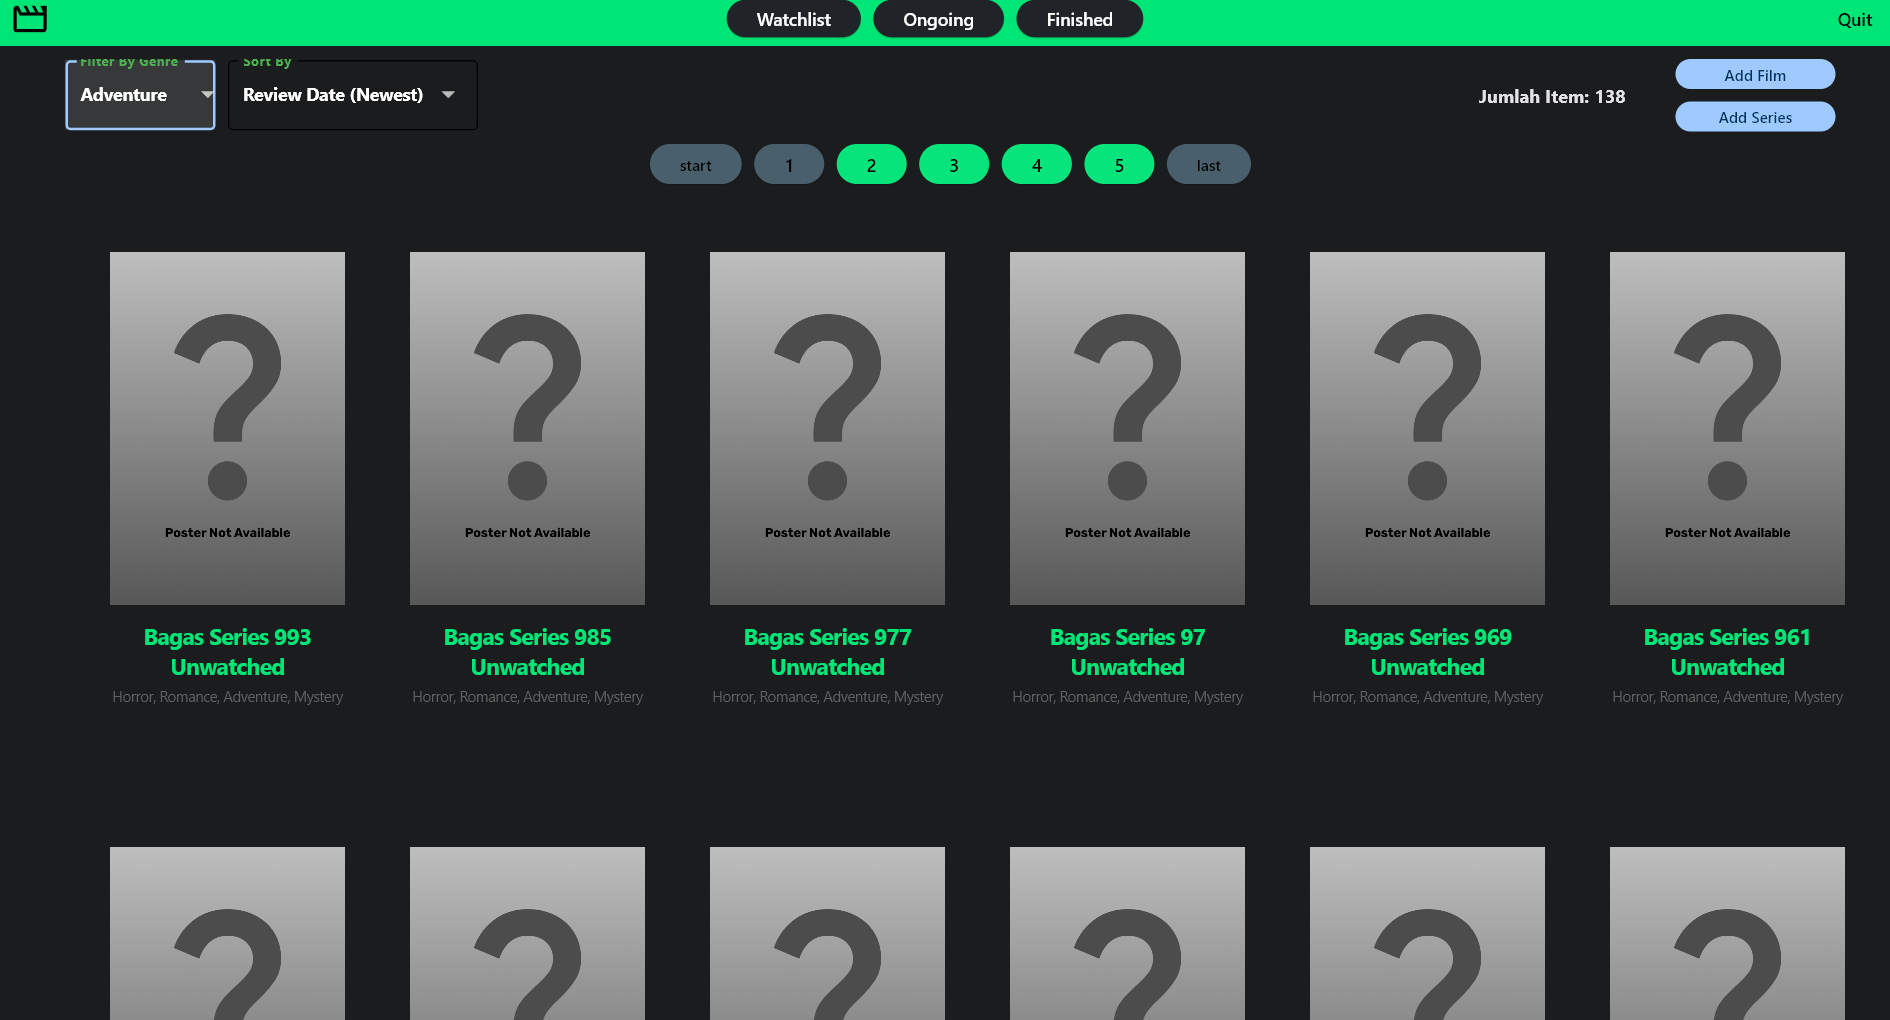 Watchlist
Ongoing
Finished
Quit
Filter By Genre
Adventure
Sort By
Review Date (Newest)
Jumlah Item: 138
Add Film
Add Series
start
1
2
3
4
5
last
Poster Not Available
Poster Not Available
Poster Not Available
Poster Not Available
Poster Not Available
Poster Not Available
Bagas Series 993
Unwatched
Horror, Romance, Adventure, Mystery
Bagas Series 985
Unwatched
Horror, Romance, Adventure, Mystery
Bagas Series 977
Unwatched
Horror, Romance, Adventure, Mystery
Bagas Series 97
Unwatched
Horror, Romance, Adventure, Mystery
Bagas Series 969
Unwatched
Horror, Romance, Adventure, Mystery
Bagas Series 961
Unwatched
Horror, Romance, Adventure, Mystery